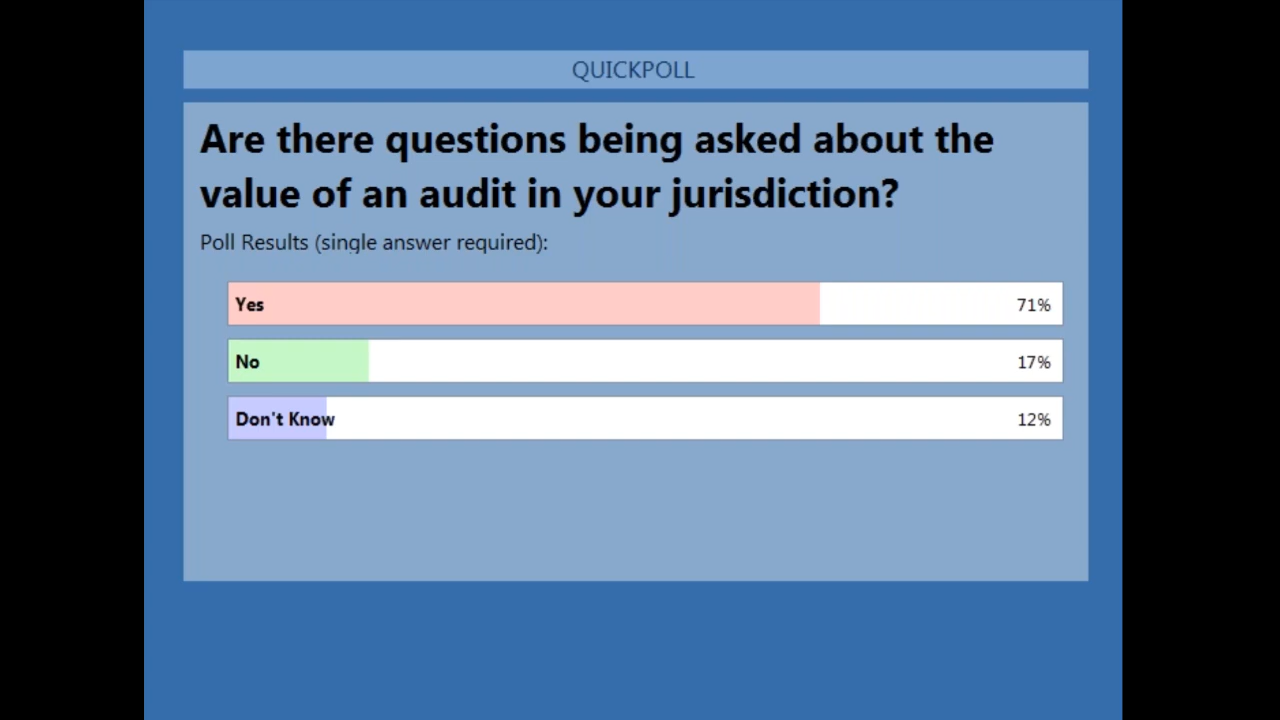 QUICKPOLL
Are there questions being asked about the
value of an audit in your jurisdiction?
Poll Results (single answer required):
Yes 71%
No 17%
Don't Know 12%